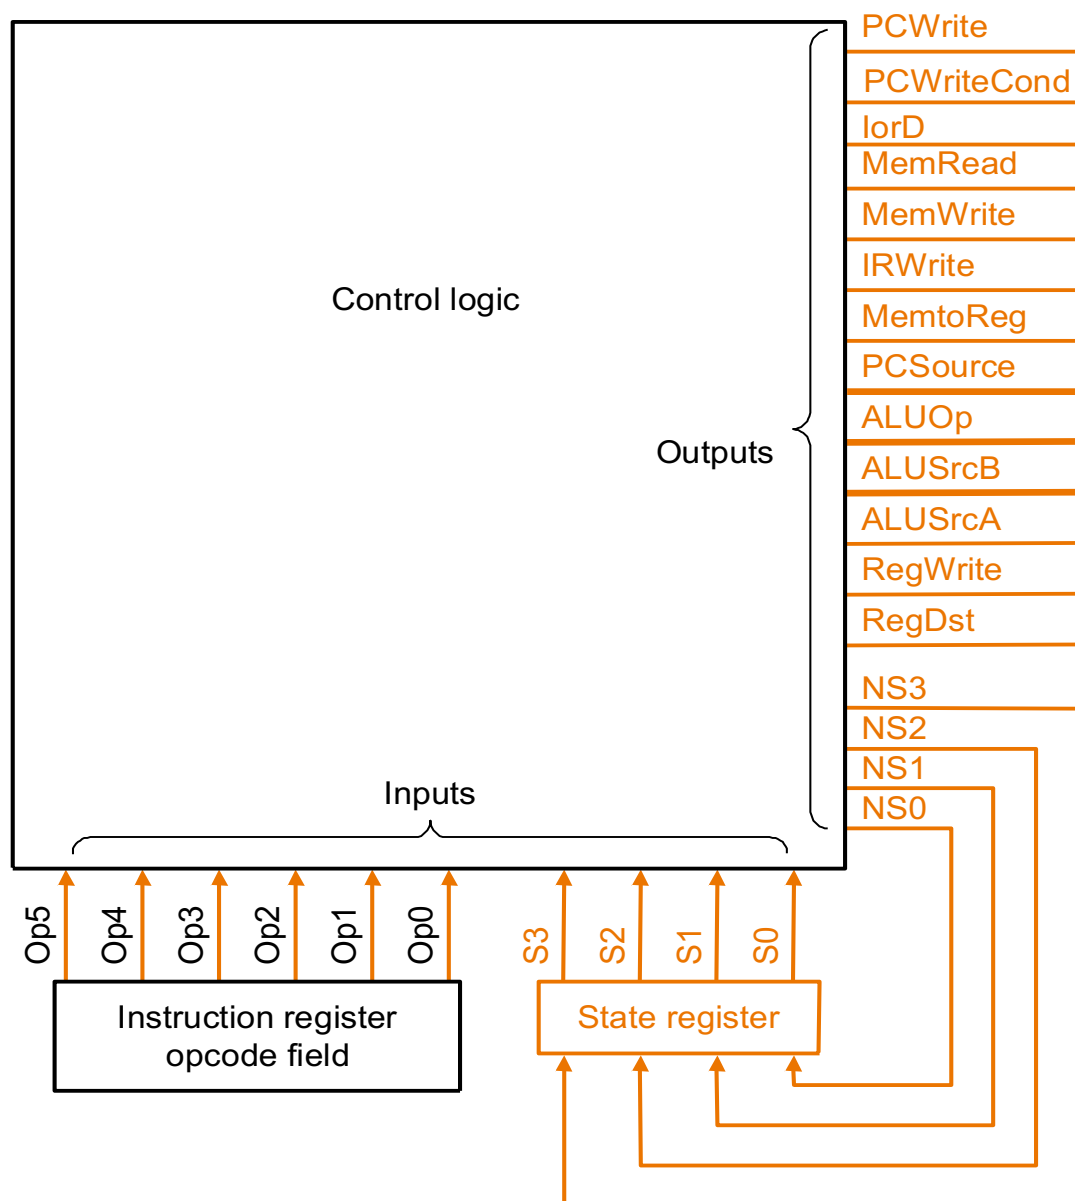 PCWrite
PCWriteCond
IorD
MemRead
MemWrite
IRWrite
MemtoReg
PCSource
ALUOp
ALUSrcB
ALUSrcA
RegWrite
RegDst
NS3
NS2
NS1
NS0
Control logic
Outputs
Inputs
Op5
Op4
Op3
Op2
Op1
Op0
S3
S2
S1
S0
Instruction register
opcode field
State register